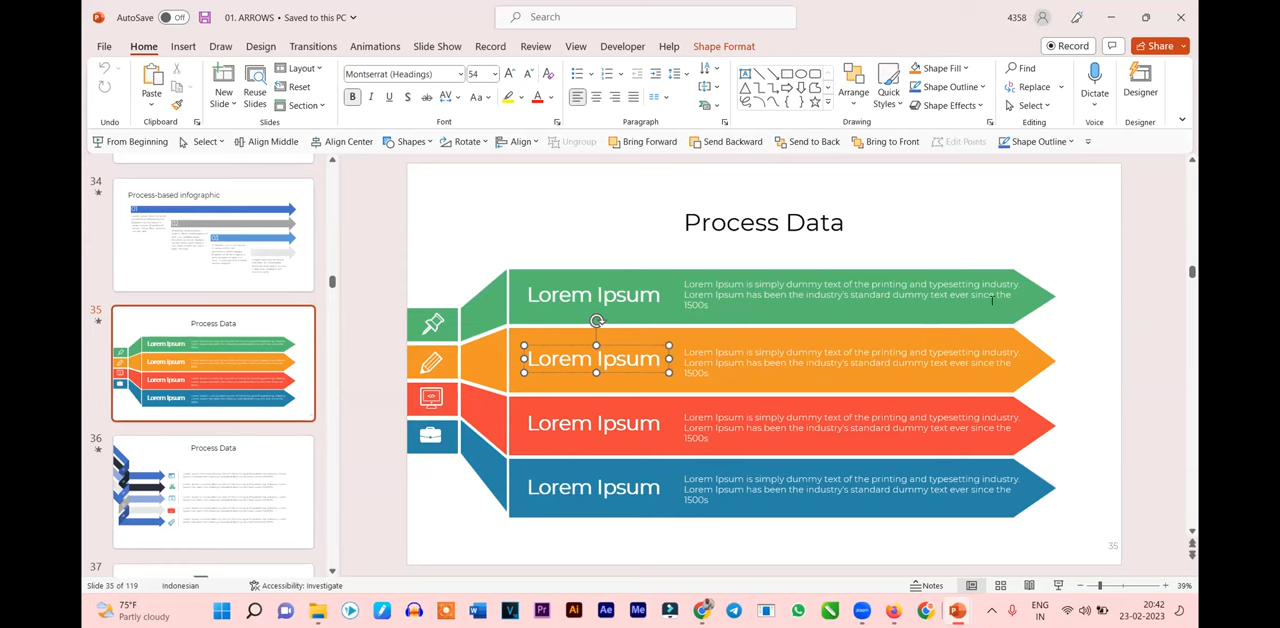 AutoSave Off 01. ARROWS • Saved to this PC Search 4358
File Home Insert Draw Design Transitions Animations Slide Show Record Review View Developer Help Shape Format Record Share
Paste New Slide Reuse Slides Layout Reset Section Montserrat (Headings) 54 Arrange Quick Styles Shape Fill Shape Outline Shape Effects Find Replace Select Dictate Designer
Undo Clipboard Slides Font Paragraph Drawing Editing Voice Designer
From Beginning Select Align Middle Align Center Shapes Rotate Align Ungroup Bring Forward Send Backward Send to Back Bring to Front Edit Points Shape Outline
34
Process-based infographic
35
Process Data
Lorem Ipsum
Lorem Ipsum
Lorem Ipsum
Lorem Ipsum
36
Process Data
37
Process Data
Lorem Ipsum
Lorem Ipsum is simply dummy text of the printing and typesetting industry.
Lorem Ipsum has been the industry's standard dummy text ever since the
1500s
Lorem Ipsum
Lorem Ipsum is simply dummy text of the printing and typesetting industry.
Lorem Ipsum has been the industry's standard dummy text ever since the
1500s
Lorem Ipsum
Lorem Ipsum is simply dummy text of the printing and typesetting industry.
Lorem Ipsum has been the industry's standard dummy text ever since the
1500s
Lorem Ipsum
Lorem Ipsum is simply dummy text of the printing and typesetting industry.
Lorem Ipsum has been the industry's standard dummy text ever since the
1500s
35
Slide 35 of 119 Indonesian Accessibility: Investigate Notes 39%
75°F
Partly cloudy
ENG
IN
20:42
23-02-2023